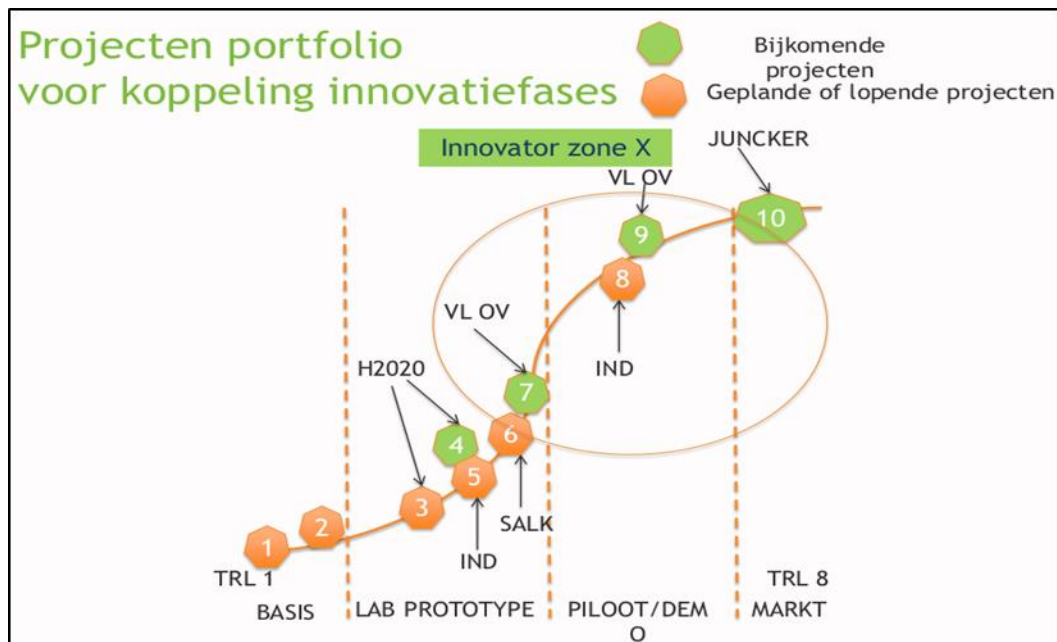 Projecten portfolio
voor koppeling innovatiefases
Bijkomende
projecten
Geplande of lopende projecten
Innovator zone X
JUNCKER
VL OV
10
9
8
VL OV
IND
H2020
7
6
4
5
3
SALK
2
1
IND
TRL 1
TRL 8
BASIS
LAB PROTOTYPE
PILOOT/DEM
O
MARKT